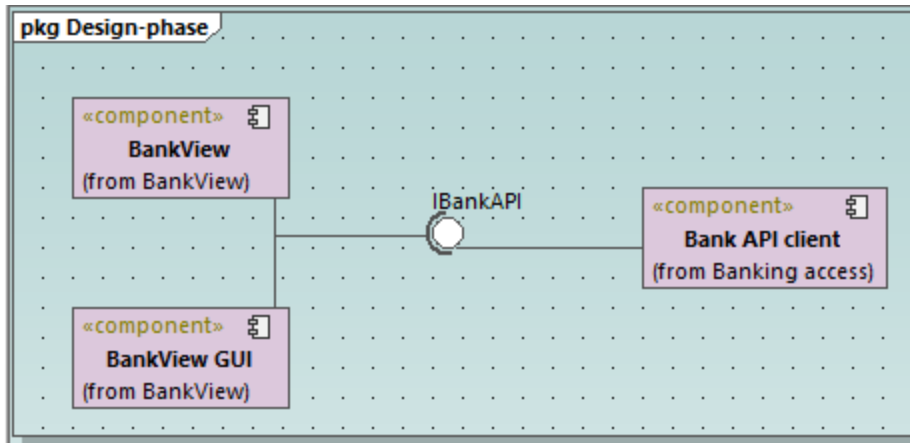 pkg Design-phase
«component»
BankView
(from BankView)
IBankAPI
«component»
Bank API client
(from Banking access)
«component»
BankView GUI
(from BankView)